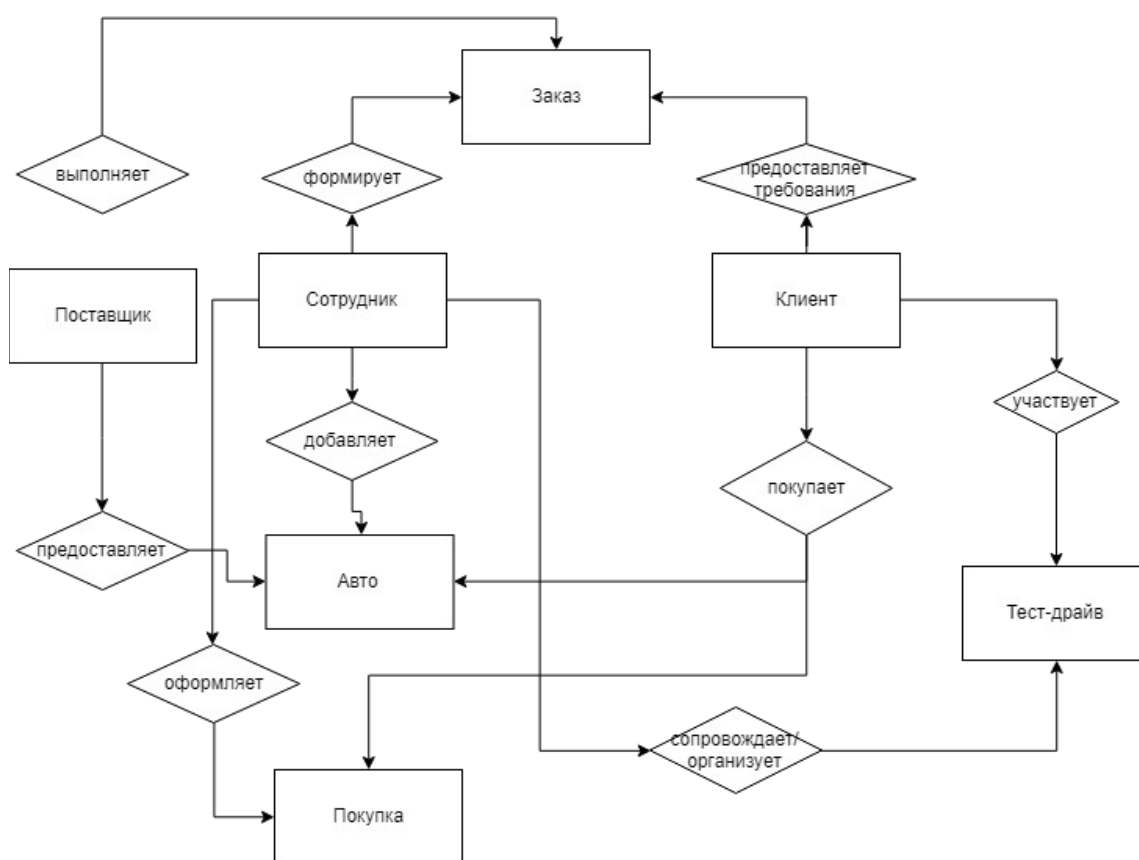 Заказ
выполняет
формирует
предоставляет
требования
Поставщик
Сотрудник
Клиент
участвует
добавляет
покупает
предоставляет
Авто
Тест-драйв
оформляет
сопровождает/
организует
Покупка